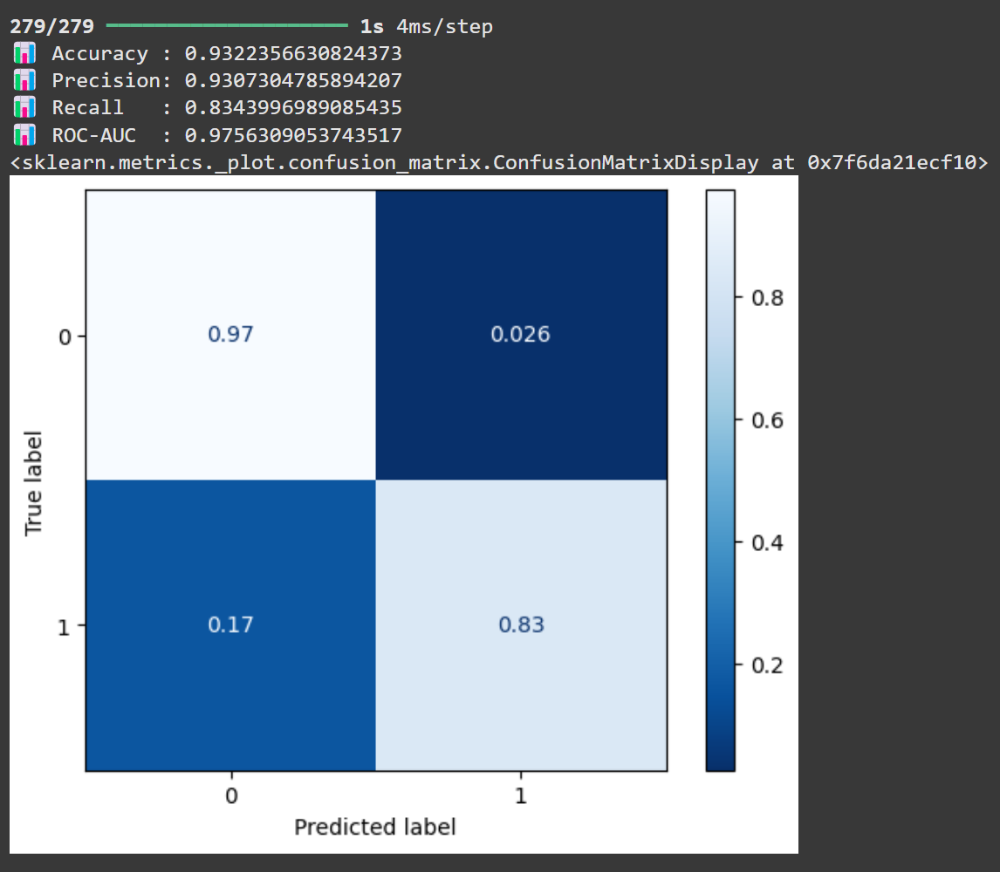 279/279 ━━━━━━━━━━━━━━━━━━━━ 1s 4ms/step
📊 Accuracy : 0.9322356630824373
📊 Precision: 0.9307304785894207
📊 Recall   : 0.8343996989085435
📊 ROC-AUC  : 0.9756309053743517
<sklearn.metrics._plot.confusion_matrix.ConfusionMatrixDisplay at 0x7f6da21ecf10>
0.8
0 0.97 0.026
0.6
True label
0.4
1 0.17 0.83
0.2
0 1
Predicted label